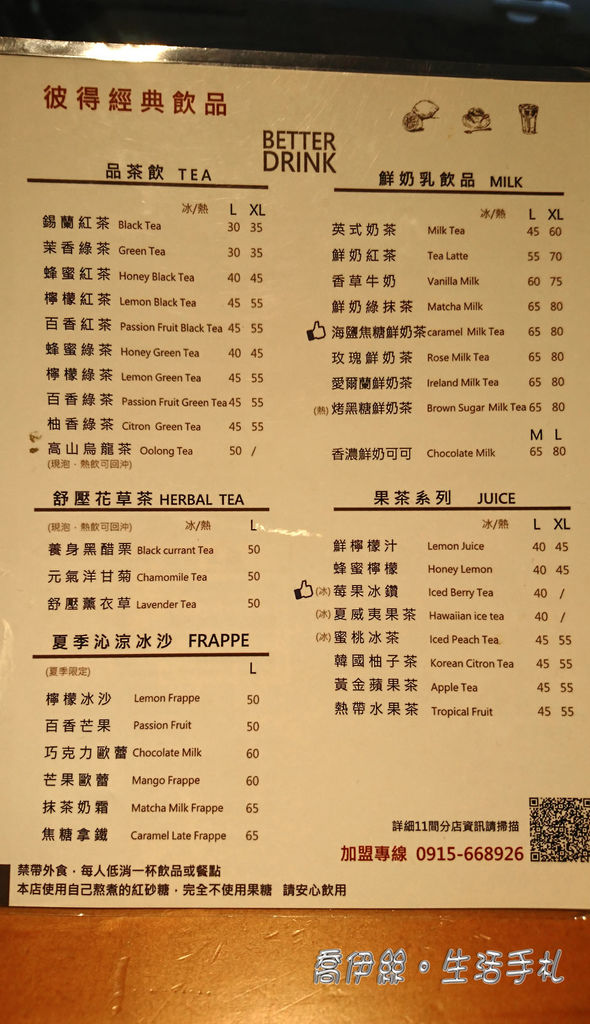 彼得經典飲品
BETTER
DRINK
品茶飲 TEA
冰/熱 L XL
錫蘭紅茶 Black Tea 30 35
茉香綠茶 Green Tea 30 35
蜂蜜紅茶 Honey Black Tea 40 45
檸檬紅茶 Lemon Black Tea 45 55
百香紅茶 Passion Fruit Black Tea 45 55
蜂蜜綠茶 Honey Green Tea 40 45
檸檬綠茶 Lemon Green Tea 45 55
百香綠茶 Passion Fruit Green Tea 45 55
柚香綠茶 Citron Green Tea 45 55
高山烏龍茶 Oolong Tea 50 /
(現泡．熱飲可回沖)
舒壓花草茶 HERBAL TEA
(現泡．熱飲可回沖) 冰/熱 L
養身黑醋栗 Black currant Tea 50
元氣洋甘菊 Chamomile Tea 50
舒壓薰衣草 Lavender Tea 50
夏季沁涼冰沙 FRAPPE
(夏季限定) L
檸檬冰沙 Lemon Frappe 50
百香芒果 Passion Fruit 50
巧克力歐蕾 Chocolate Milk 60
芒果歐蕾 Mango Frappe 60
抹茶奶霜 Matcha Milk Frappe 65
焦糖拿鐵 Caramel Late Frappe 65
鮮奶乳飲品 MILK
冰/熱 L XL
英式奶茶 Milk Tea 45 60
鮮奶紅茶 Tea Latte 55 70
香草牛奶 Vanilla Milk 60 75
鮮奶綠抹茶 Matcha Milk 65 80
海鹽焦糖鮮奶茶 caramel Milk Tea 65 80
玫瑰鮮奶茶 Rose Milk Tea 65 80
愛爾蘭鮮奶茶 Ireland Milk Tea 65 80
(熱) 烤黑糖鮮奶茶 Brown Sugar Milk Tea 65 80
M L
香濃鮮奶可可 Chocolate Milk 65 80
果茶系列 JUICE
冰/熱 L XL
鮮檸檬汁 Lemon Juice 40 45
蜂蜜檸檬 Honey Lemon 40 45
(冰) 莓果冰鑽 Iced Berry Tea 40 /
(冰) 夏威夷果茶 Hawaiian ice tea 40 /
(冰) 蜜桃冰茶 Iced Peach Tea 45 55
韓國柚子茶 Korean Citron Tea 45 55
黃金蘋果茶 Apple Tea 45 55
熱帶水果茶 Tropical Fruit 45 55
詳細11間分店資訊請掃描
加盟專線 0915-668926
禁帶外食．每人低消一杯飲品或餐點
本店使用自己熬煮的紅砂糖．完全不使用果糖 請安心飲用
喬伊絲。生活手札